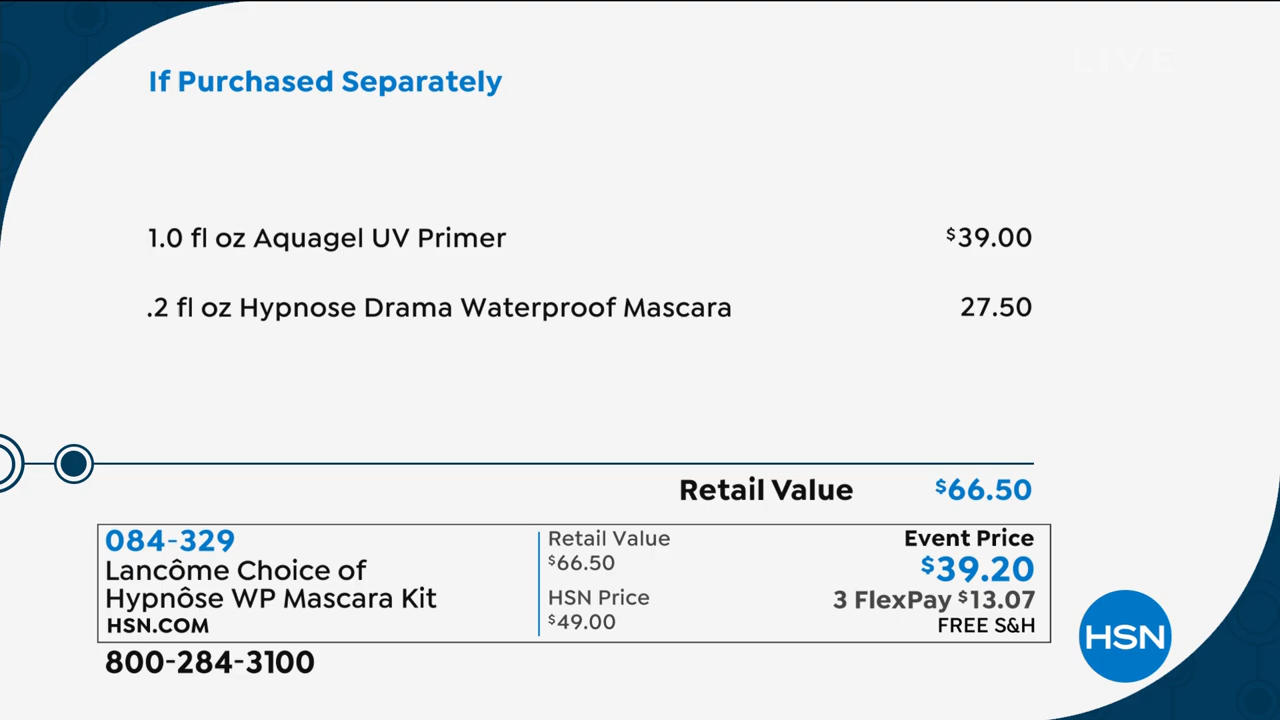 LIVE
If Purchased Separately
1.0 fl oz Aquagel UV Primer $39.00
.2 fl oz Hypnose Drama Waterproof Mascara 27.50
Retail Value $66.50
084-329
Lancôme Choice of
Hypnôse WP Mascara Kit
HSN.COM
Retail Value
$66.50
HSN Price
$49.00
Event Price
$39.20
3 FlexPay $13.07
FREE S&H
800-284-3100
HSN